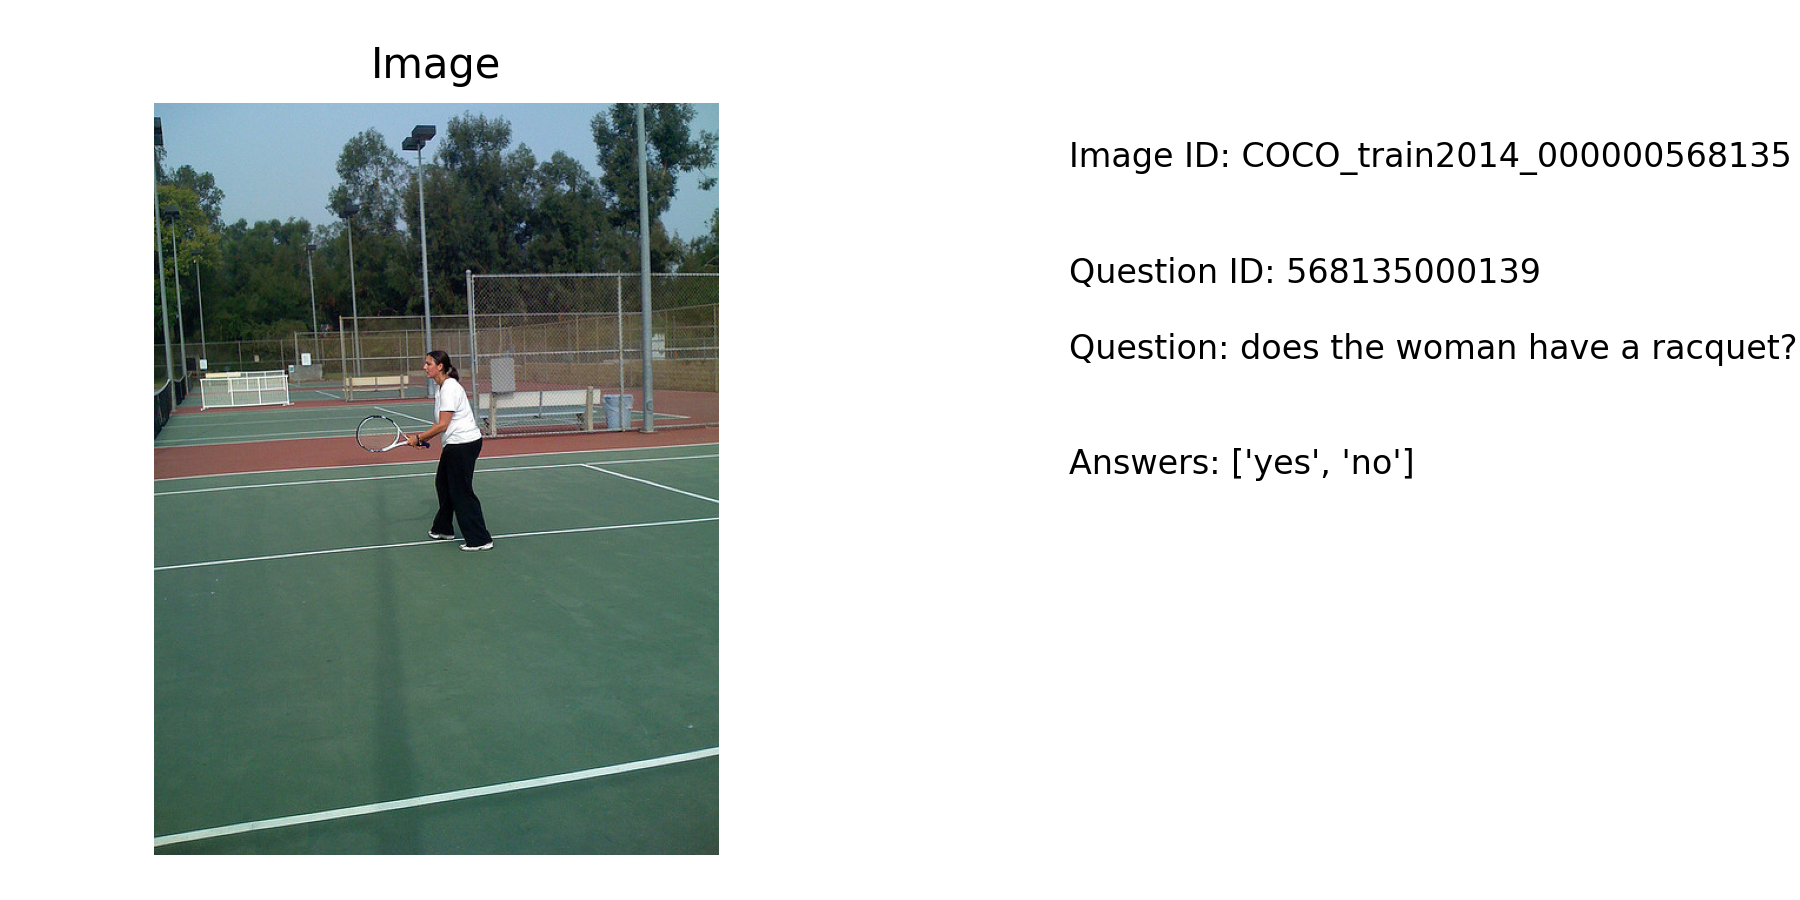 Image
Image ID: COCO_train2014_000000568135
Question ID: 568135000139
Question: does the woman have a racquet?
Answers: ['yes', 'no']